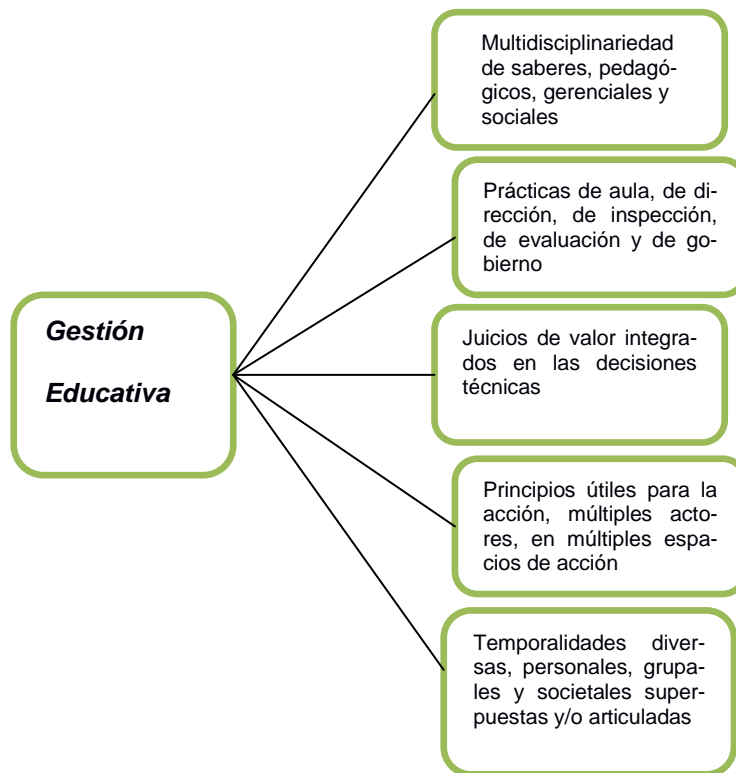 Multidisciplinariedad
de saberes, pedagó-
gicos, gerenciales y
sociales
Prácticas de aula, de di-
rección, de inspección,
de evaluación y de go-
bierno
Gestión
Educativa
Juicios de valor integra-
dos en las decisiones
técnicas
Principios útiles para la
acción, múltiples acto-
res, en múltiples espa-
cios de acción
Temporalidades diver-
sas, personales, grupa-
les y societales super-
puestas y/o articuladas